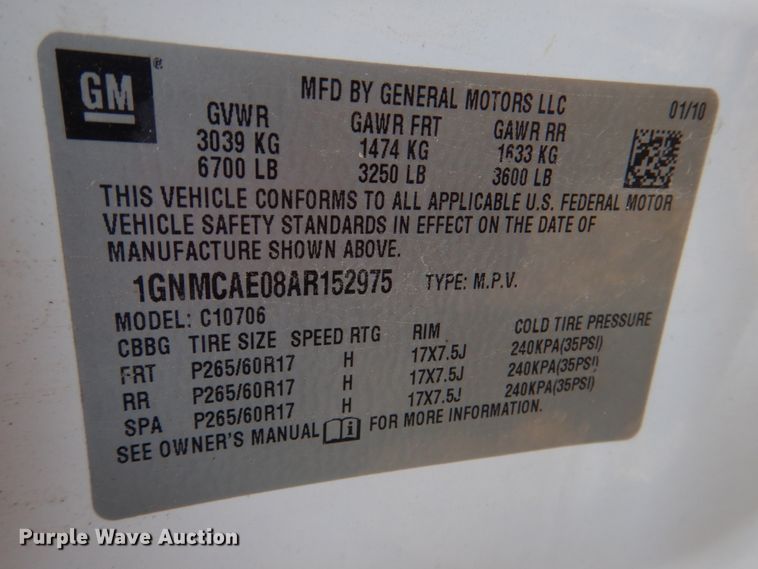 GM ®
MFD BY GENERAL MOTORS LLC 01/10
GVWR GAWR FRT GAWR RR
3039 KG 1474 KG 1633 KG
6700 LB 3250 LB 3600 LB
THIS VEHICLE CONFORMS TO ALL APPLICABLE U.S. FEDERAL MOTOR
VEHICLE SAFETY STANDARDS IN EFFECT ON THE DATE OF
MANUFACTURE SHOWN ABOVE.
1GNMCAE08AR152975 TYPE: M.P.V.
MODEL: C10706
CBBG TIRE SIZE SPEED RTG RIM COLD TIRE PRESSURE
FRT P265/60R17 H 17X7.5J 240KPA(35PSI)
RR P265/60R17 H 17X7.5J 240KPA(35PSI)
SPA P265/60R17 H 17X7.5J 240KPA(35PSI)
SEE OWNER'S MANUAL FOR MORE INFORMATION.
Purple Wave Auction